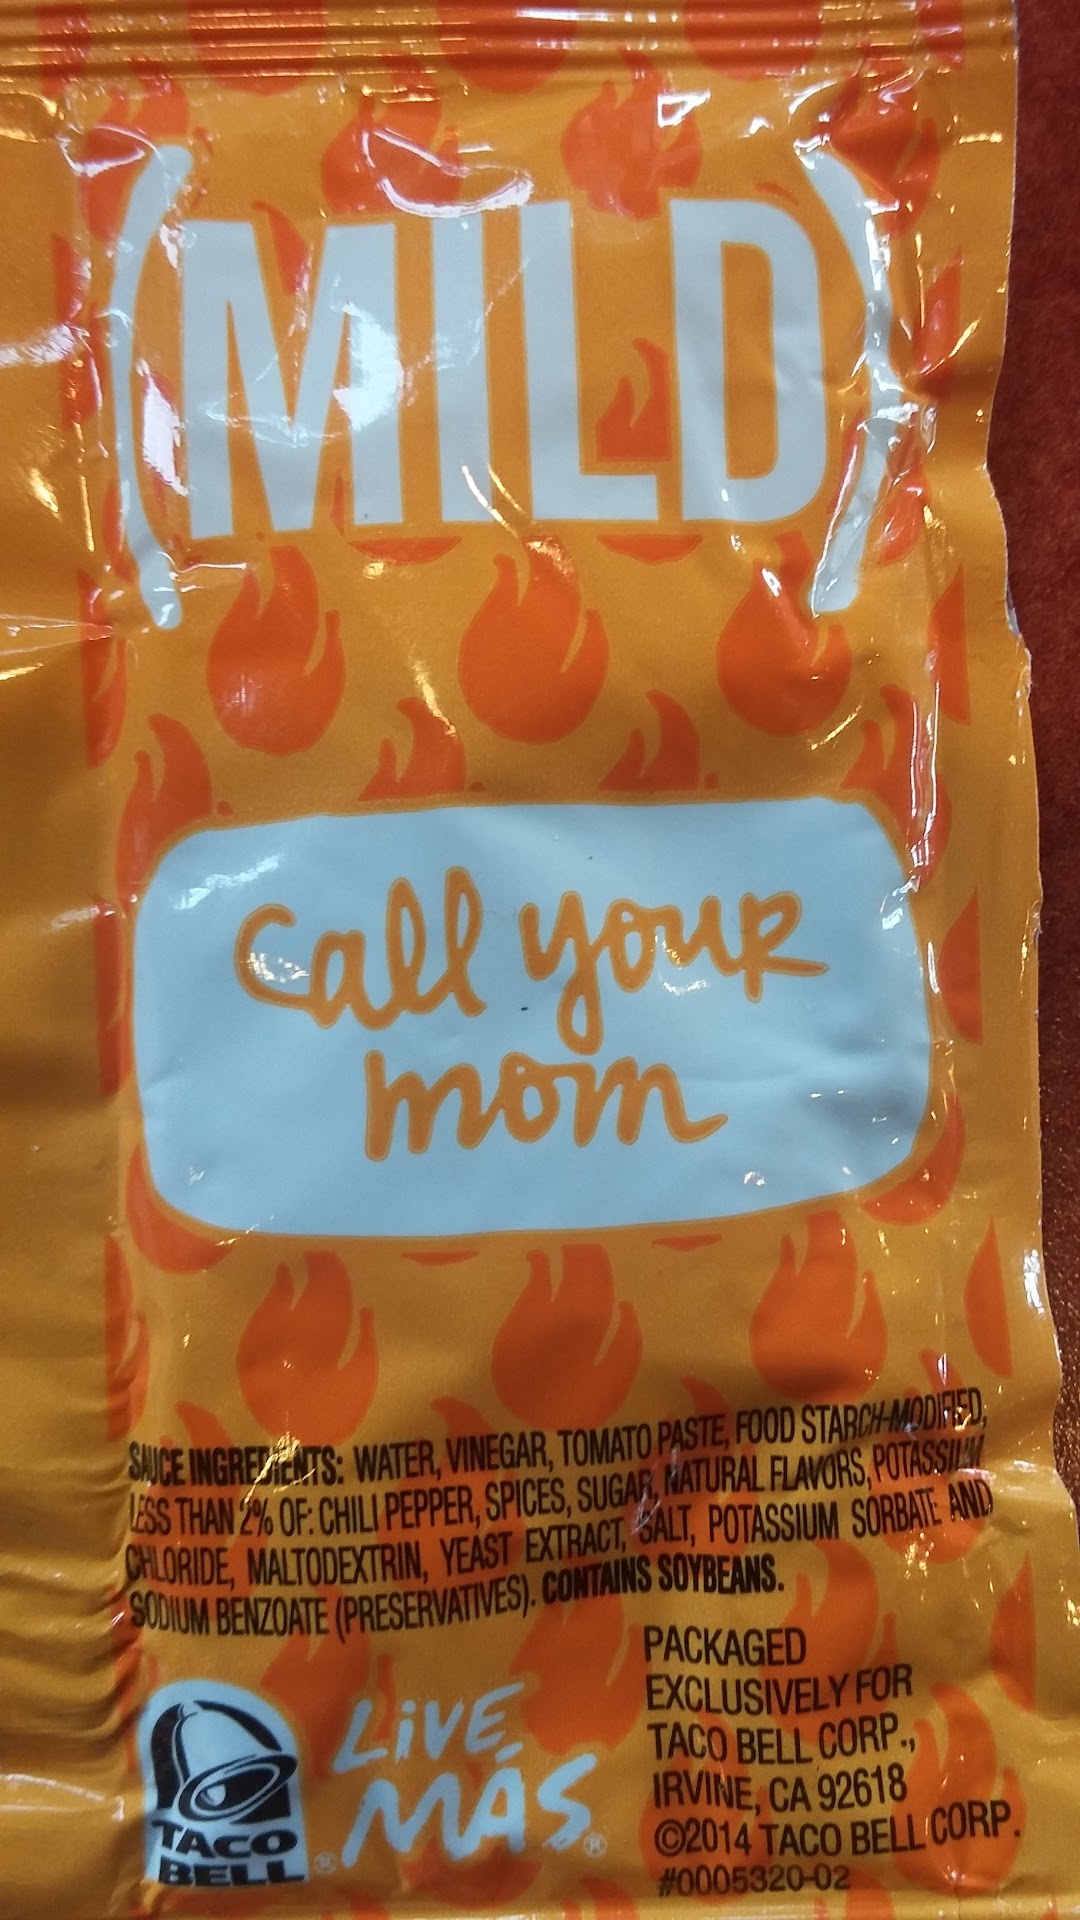 (MILD)
Call your
mom
SAUCE INGREDIENTS: WATER, VINEGAR, TOMATO PASTE, FOOD STARCH-MODIFIED,
LESS THAN 2% OF: CHILI PEPPER, SPICES, SUGAR, NATURAL FLAVORS, POTASSIUM
CHLORIDE, MALTODEXTRIN, YEAST EXTRACT, SALT, POTASSIUM SORBATE AND
SODIUM BENZOATE (PRESERVATIVES). CONTAINS SOYBEANS.
TACO
BELL®
LiVE
MÁS®
PACKAGED
EXCLUSIVELY FOR
TACO BELL CORP.,
IRVINE, CA 92618
©2014 TACO BELL CORP.
#0005320-02